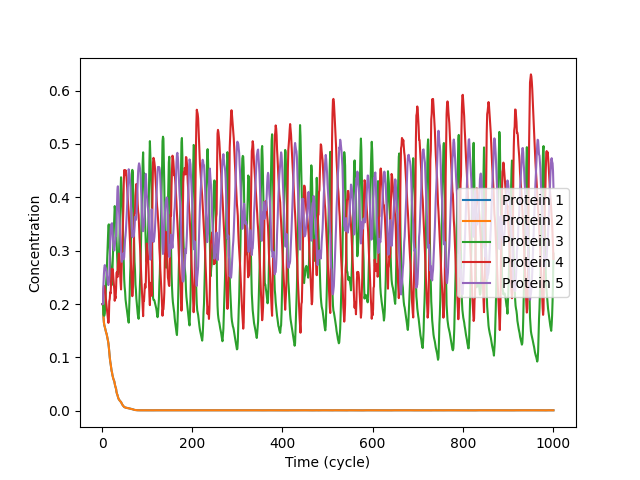 0.6
0.5
0.4
0.3
0.2
0.1
0.0
Concentration
Protein 1
Protein 2
Protein 3
Protein 4
Protein 5
0 200 400 600 800 1000
Time (cycle)